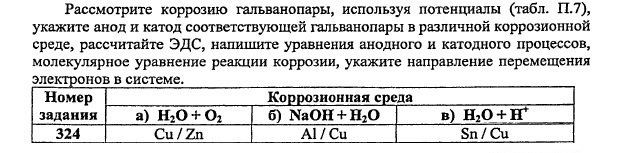 Рассмотрите коррозию гальванопары, используя потенциалы (табл. П.7),
укажите анод и катод соответствующей гальванопары в различной коррозионной
среде, рассчитайте ЭДС, напишите уравнения анодного и катодного процессов,
молекулярное уравнение реакции коррозии, укажите направление перемещения
электронов в системе.
Номер задания Коррозионная среда
а) H₂O + O₂ б) NaOH + H₂O в) H₂O + H⁺
324 Cu / Zn Al / Cu Sn / Cu